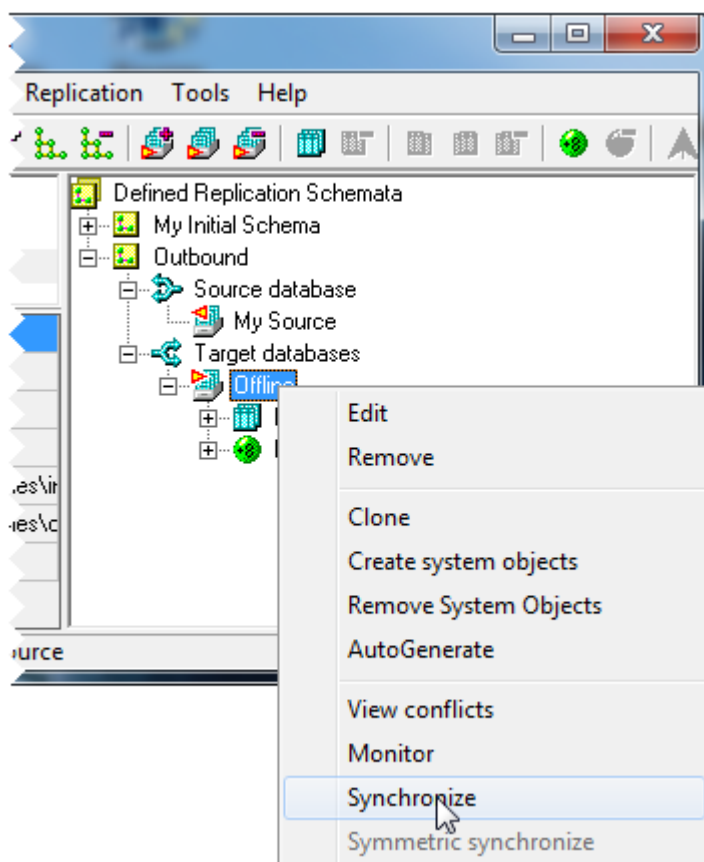 Replication Tools Help
Defined Replication Schemata
My Initial Schema
Outbound
Source database
My Source
Target databases
Offline
Edit
Remove
Clone
Create system objects
Remove System Objects
AutoGenerate
View conflicts
Monitor
Synchronize
Symmetric synchronize